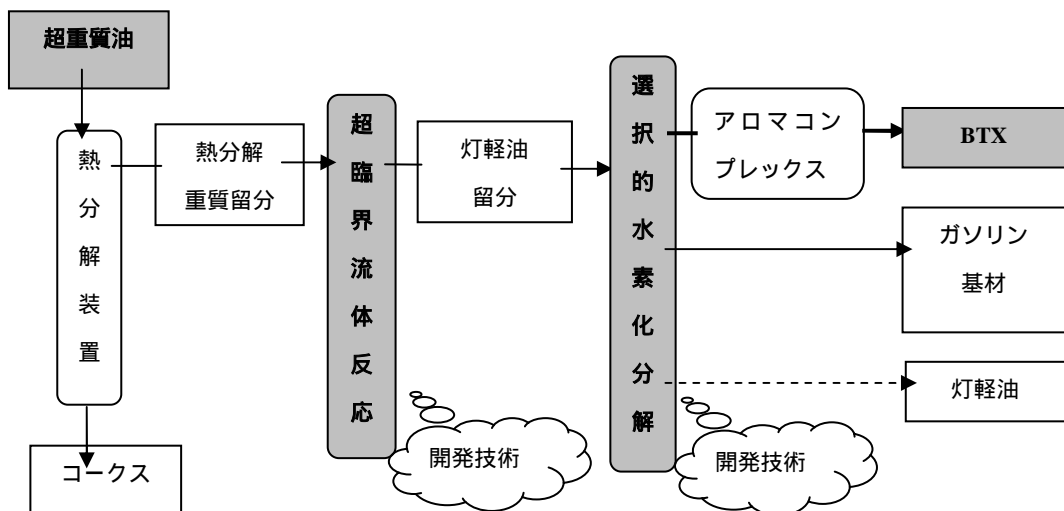 超重質油
熱分解装置
コークス
熱分解
重質留分
超臨界流体反応
開発技術
灯軽油
留分
選択的水素化分解
開発技術
アロマコン
プレックス
BTX
ガソリン
基材
灯軽油